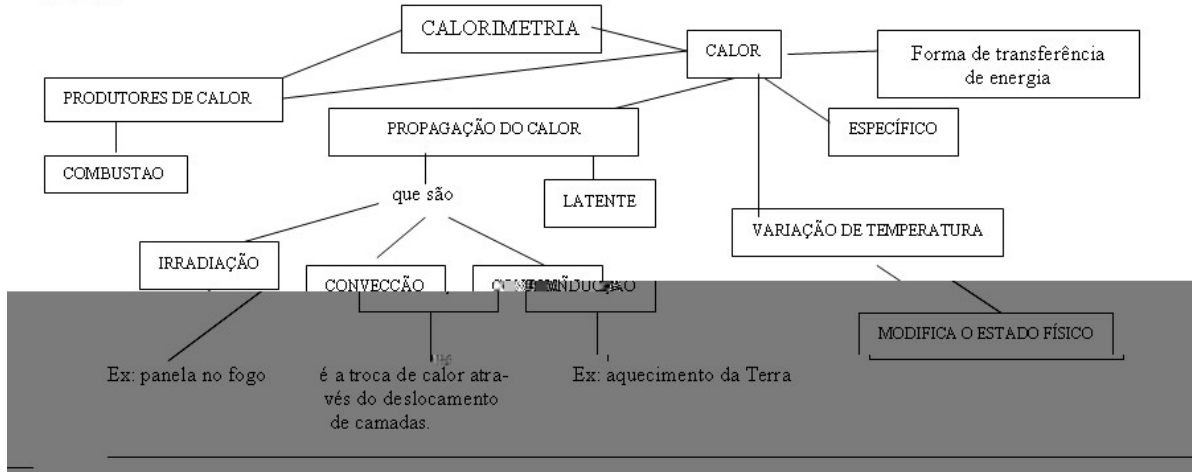 CALORIMETRIA
CALOR
Forma de transferência
de energia
PRODUTORES DE CALOR
PROPAGAÇÃO DO CALOR
ESPECÍFICO
COMBUSTAO
que são
LATENTE
VARIAÇÃO DE TEMPERATURA
IRRADIAÇÃO
CONVECÇÃO
MODIFICA O ESTADO FÍSICO
Ex: panela no fogo
é a troca de calor atra-
vés do deslocamento
de camadas.
Ex: aquecimento da Terra